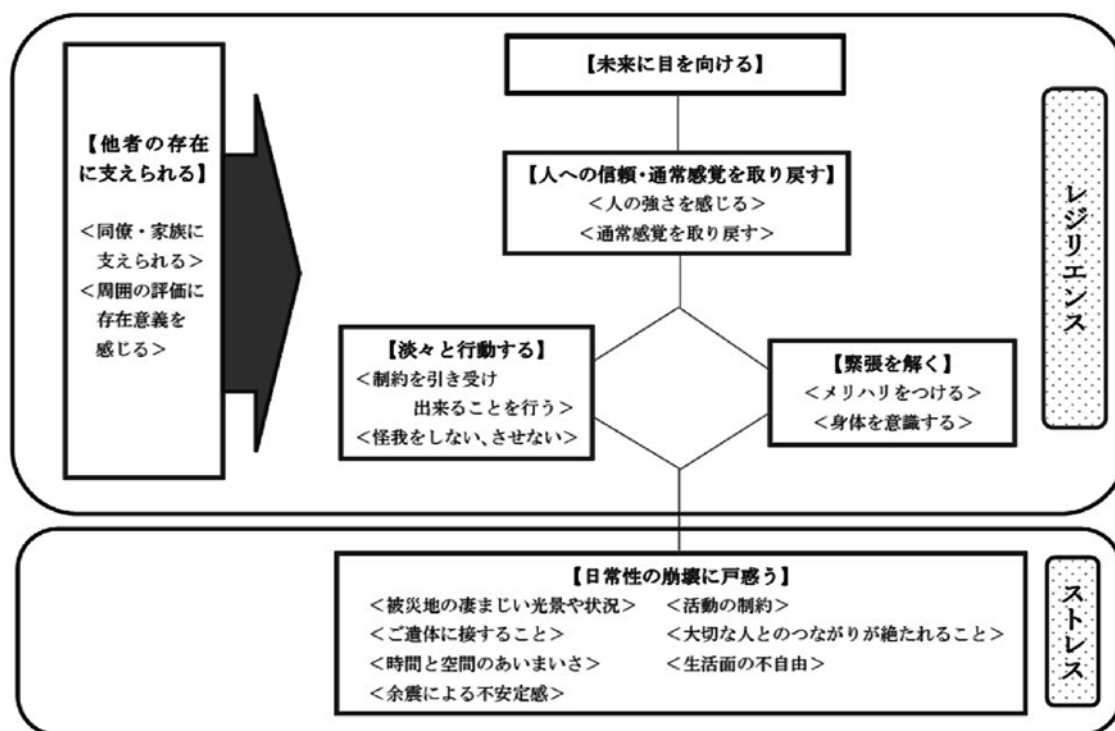 【未来に目を向ける】
【他者の存在
に支えられる】
＜同僚・家族に
支えられる＞
＜周囲の評価に
存在意義を
感じる＞
【人への信頼・通常感覚を取り戻す】
＜人の強さを感じる＞
＜通常感覚を取り戻す＞
【淡々と行動する】
＜制約を引き受け
出来ることを行う＞
＜怪我をしない、させない＞
【緊張を解く】
＜メリハリをつける＞
＜身体を意識する＞
レジリエンス
【日常性の崩壊に戸惑う】
＜被災地の凄まじい光景や状況＞ ＜活動の制約＞
＜ご遺体に接すること＞ ＜大切な人とのつながりが絶たれること＞
＜時間と空間のあいまいさ＞ ＜生活面の不自由＞
＜余震による不安定感＞
ストレス